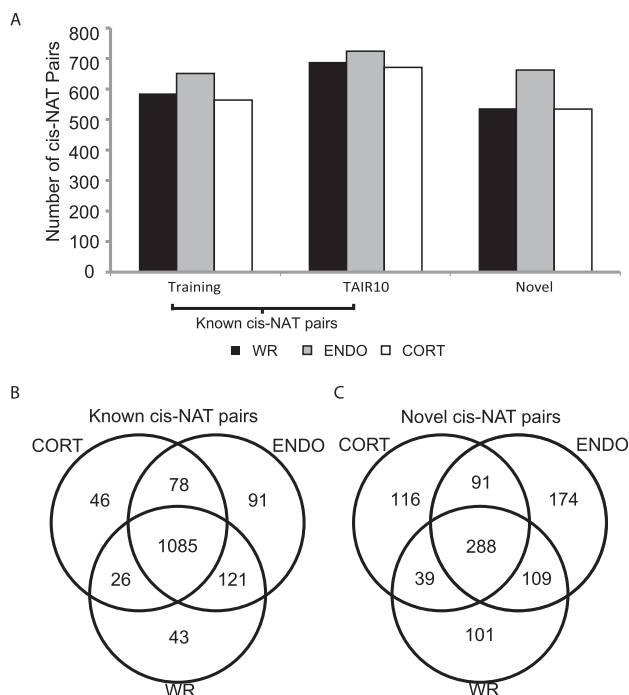 A
Number of cis-NAT Pairs
800
700
600
500
400
300
200
100
0
Training TAIR10 Novel
Known cis-NAT pairs
WR ENDO CORT
B
Known cis-NAT pairs
CORT ENDO
46 78 91
1085
26 121
43
WR
C
Novel cis-NAT pairs
CORT ENDO
116 91 174
288
39 109
101
WR